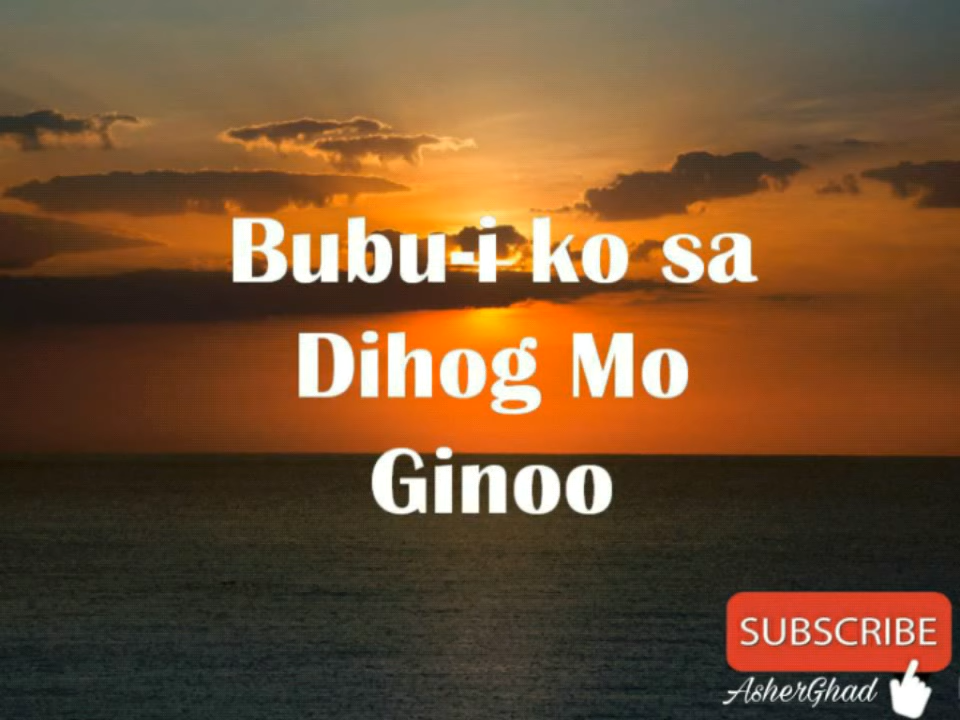 Bubu-i ko sa
Dihog Mo
Ginoo
SUBSCRIBE
AsherGhad